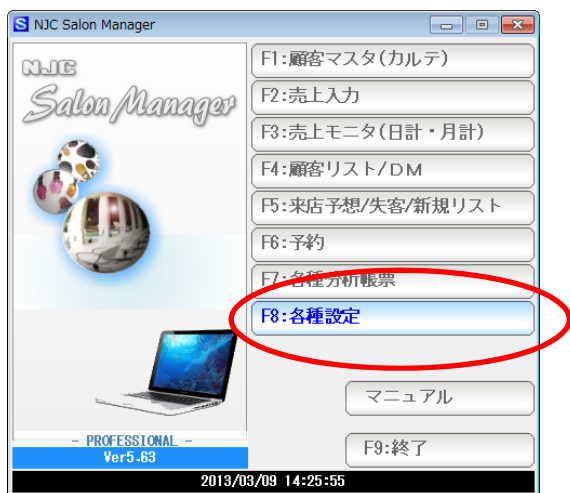 NJC Salon Manager
NJC
Salon Manager
F1:顧客マスタ(カルテ)
F2:売上入力
F3:売上モニタ(日計・月計)
F4:顧客リスト/DM
F5:来店予想/失客/新規リスト
F6:予約
F7:各種分析帳票
F8:各種設定
マニュアル
F9:終了
- PROFESSIONAL -
Ver5.63
2013/03/09 14:25:55